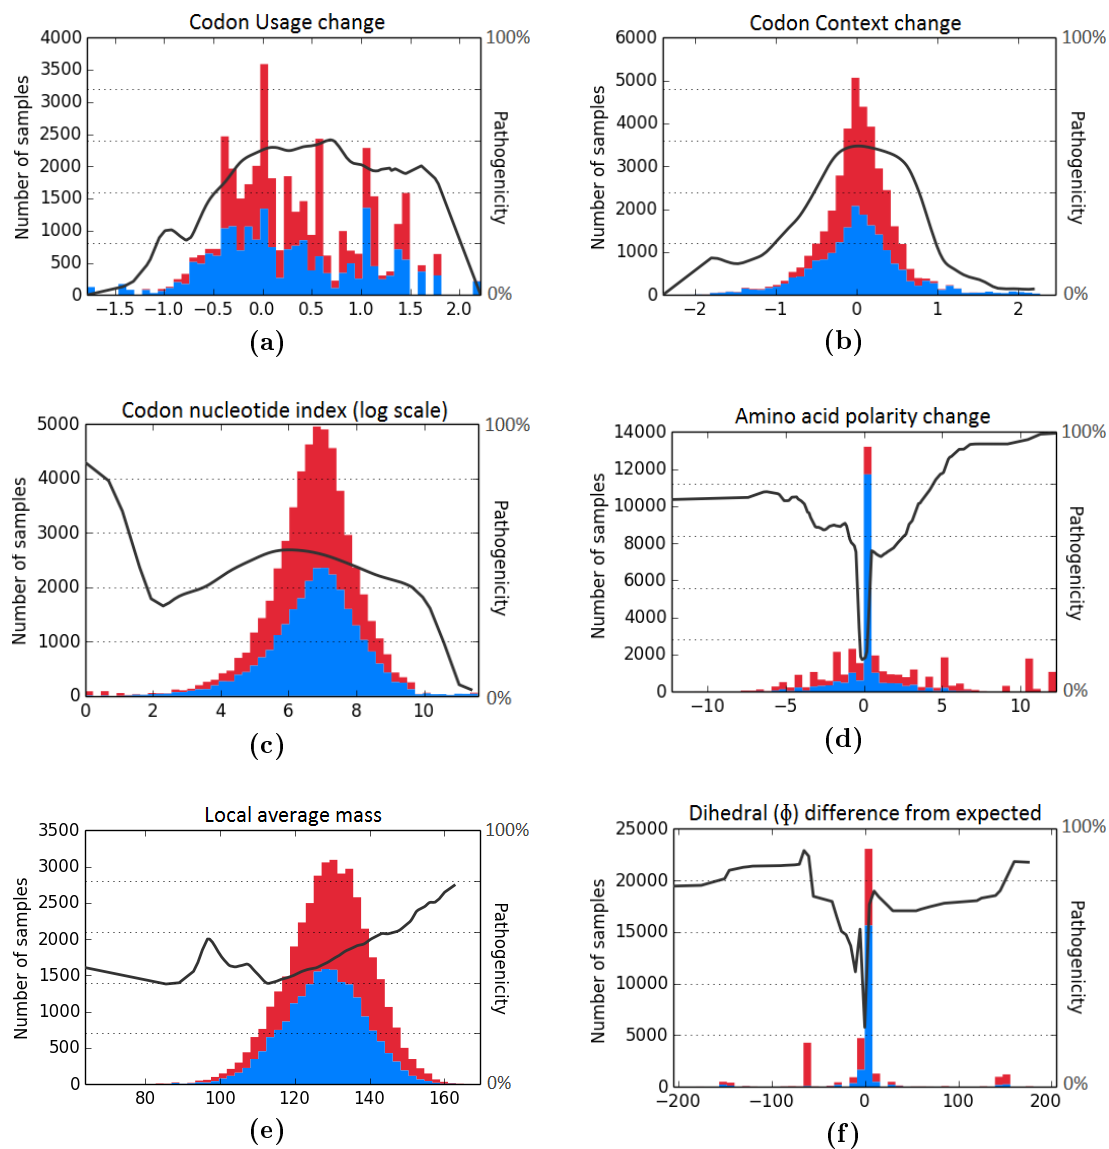 Codon Usage change
4000
3500
3000
2500
2000
1500
1000
500
0
Number of samples
100%
Pathogenicity
0%
−1.5 −1.0 −0.5 0.0 0.5 1.0 1.5 2.0
(a)
Codon Context change
6000
5000
4000
3000
2000
1000
0
Number of samples
100%
Pathogenicity
0%
−2 −1 0 1 2
(b)
Codon nucleotide index (log scale)
5000
4000
3000
2000
1000
0
Number of samples
100%
Pathogenicity
0%
0 2 4 6 8 10
(c)
Amino acid polarity change
14000
12000
10000
8000
6000
4000
2000
0
Number of samples
100%
Pathogenicity
0%
−10 −5 0 5 10
(d)
Local average mass
3500
3000
2500
2000
1500
1000
500
0
Number of samples
100%
Pathogenicity
0%
80 100 120 140 160
(e)
Dihedral (Φ) difference from expected
25000
20000
15000
10000
5000
0
Number of samples
100%
Pathogenicity
0%
−200 −100 0 100 200
(f)